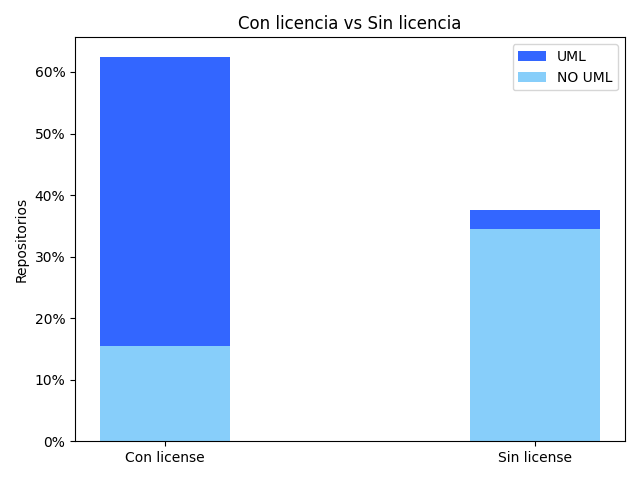 Con licencia vs Sin licencia
UML
NO UML
Repositorios
60%
50%
40%
30%
20%
10%
0%
Con license
Sin license